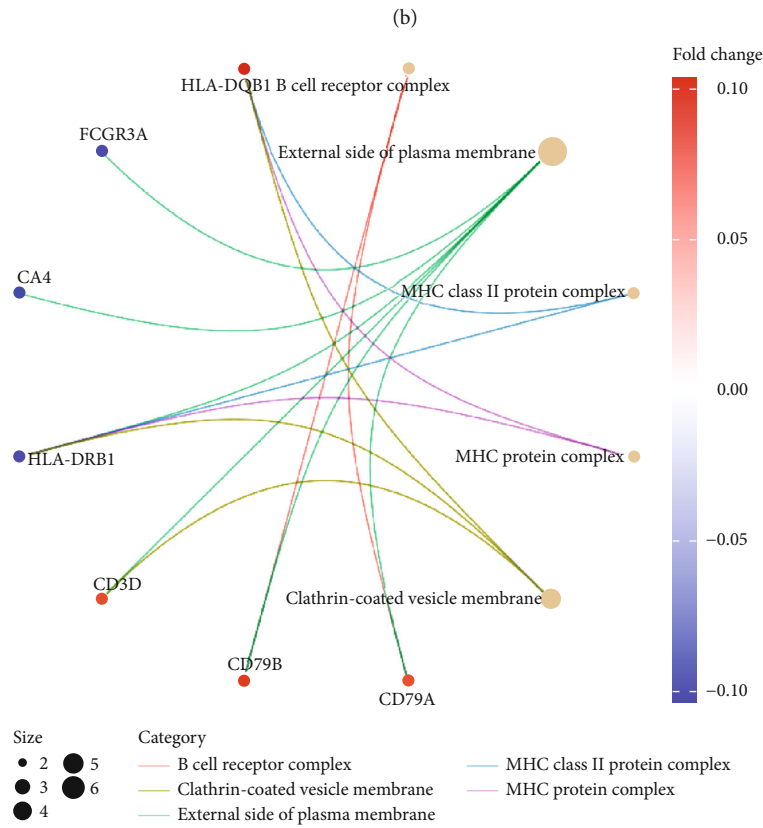 (b)
Fold change
HLA-DQB1 B cell receptor complex
0.10
FCGR3A
External side of plasma membrane
0.05
CA4
MHC class II protein complex
0.00
HLA-DRB1
MHC protein complex
−0.05
CD3D
Clathrin-coated vesicle membrane
CD79B
CD79A
−0.10
Size
2 5
3 6
4
Category
B cell receptor complex
Clathrin-coated vesicle membrane
External side of plasma membrane
MHC class II protein complex
MHC protein complex